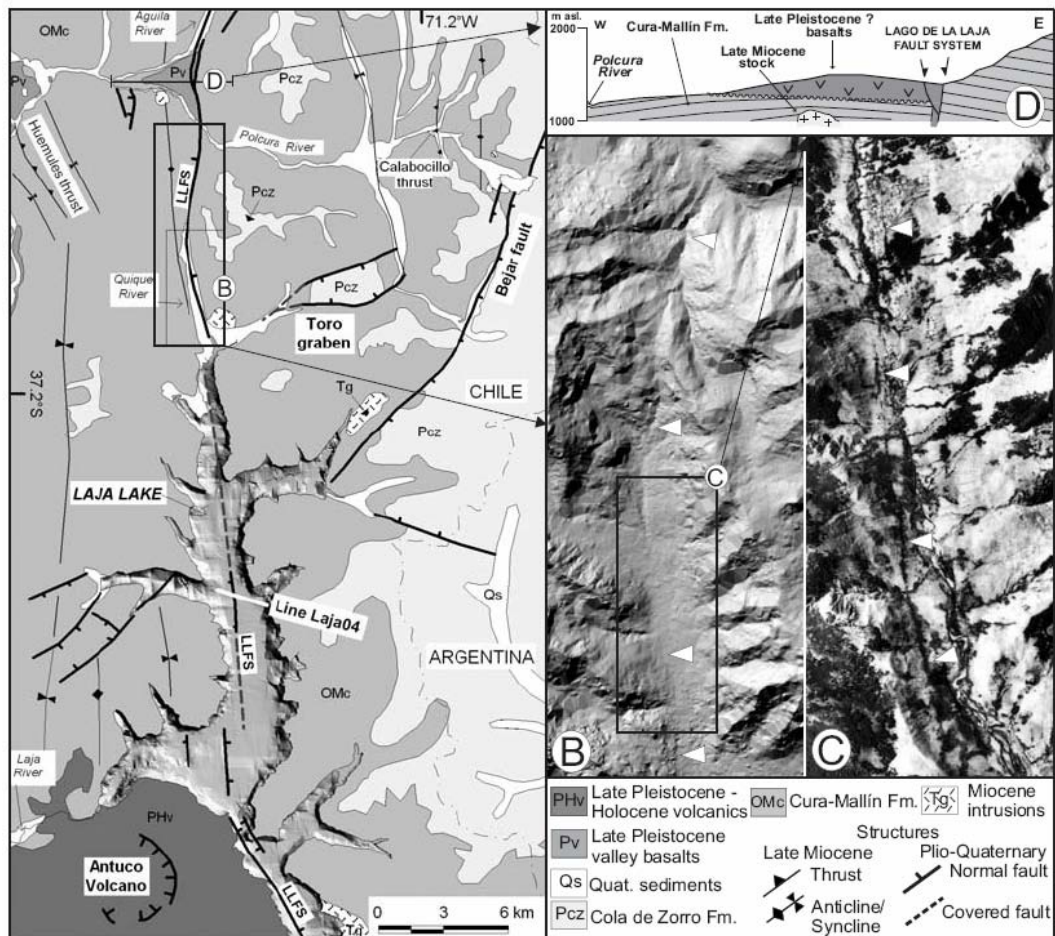 OMc
Aguila
River
71.2°W
Pv
D
Pcz
Pv
Huemules thrust
Polcura River
Calabocillo
thrust
LLFS
Pcz
Bejar fault
Quique
River
B
Pcz
Toro
graben
37.2°S
Tg
CHILE
Pcz
LAJA LAKE
Line Laja04
Qs
LLFS
ARGENTINA
OMc
Laja
River
PHv
Antuco
Volcano
LLFS
Tg
0 3 6 km
m asl.
2000
1000
W
Polcura
River
Cura-Mallín Fm.
Late Miocene
stock
Late Pleistocene ?
basalts
LAGO DE LA LAJA
FAULT SYSTEM
E
D
C
B
C
PHv Late Pleistocene -
Holocene volcanics
Pv Late Pleistocene
valley basalts
Qs Quat. sediments
Pcz Cola de Zorro Fm.
OMc Cura-Mallín Fm.
Tg Miocene
intrusions
Structures
Late Miocene
Thrust
Anticline/
Syncline
Plio-Quaternary
Normal fault
Covered fault